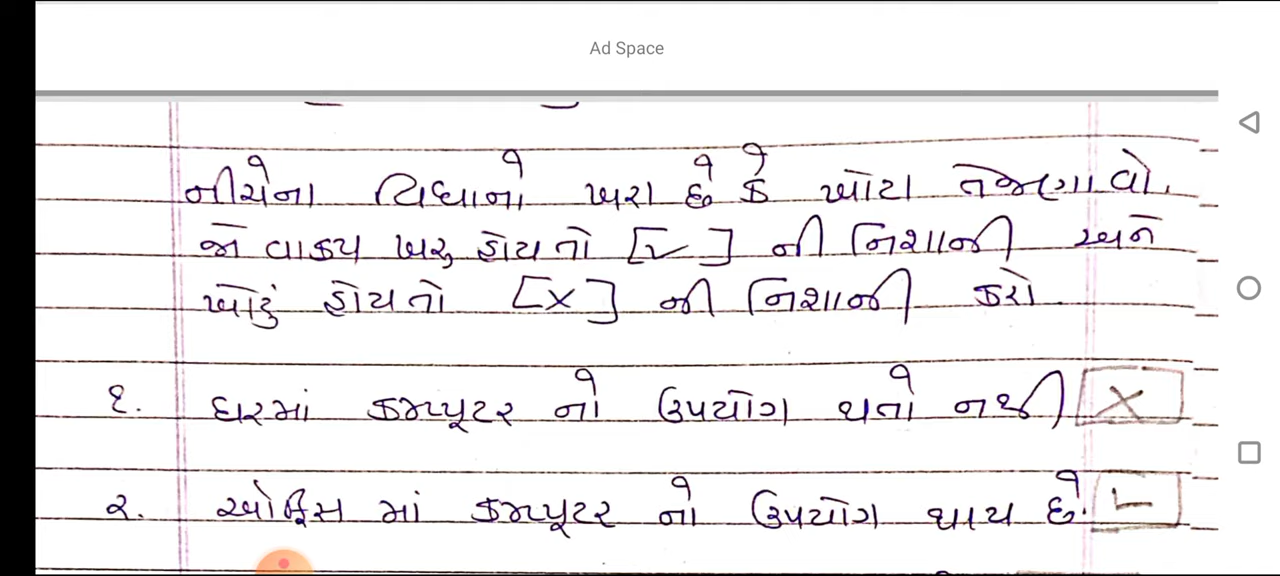 Ad Space
નીચેના વિધાનો ખરા છે કે ખોટા તે જણાવો.
જો વાક્ય ખરુ હોય તો [✓] ની નિશાની અને
ખોટું હોય તો [X] ની નિશાની કરો
૧. ઘરમાં કમ્પ્યૂટર નો ઉપયોગ થતો નથી [X]
૨. ઓફિસ માં કમ્પ્યૂટર નો ઉપયોગ થાય છે. [✓]